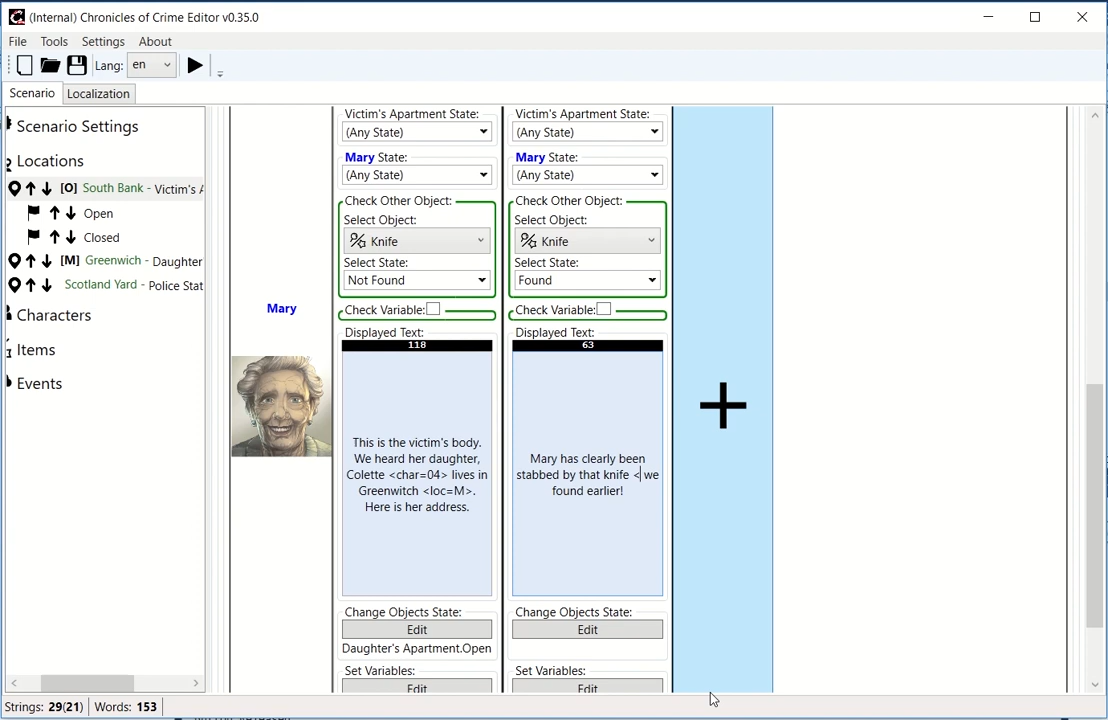 (Internal) Chronicles of Crime Editor v0.35.0
File Tools Settings About
Lang: en
Scenario Localization
Scenario Settings
Locations
[O] South Bank - Victim's A
Open
Closed
[M] Greenwich - Daughter
Scotland Yard - Police Stat
Characters
Items
Events
Mary
Victim's Apartment State:
(Any State)
Mary State:
(Any State)
Check Other Object:
Select Object:
Knife
Select State:
Not Found
Check Variable:
Displayed Text:
118
This is the victim's body.
We heard her daughter,
Colette <char=04> lives in
Greenwitch <loc=M>.
Here is her address.
Change Objects State:
Edit
Daughter's Apartment.Open
Set Variables:
Edit
Victim's Apartment State:
(Any State)
Mary State:
(Any State)
Check Other Object:
Select Object:
Knife
Select State:
Found
Check Variable:
Displayed Text:
63
Mary has clearly been
stabbed by that knife < we
found earlier!
Change Objects State:
Edit
Set Variables:
Edit
Strings: 29(21) Words: 153